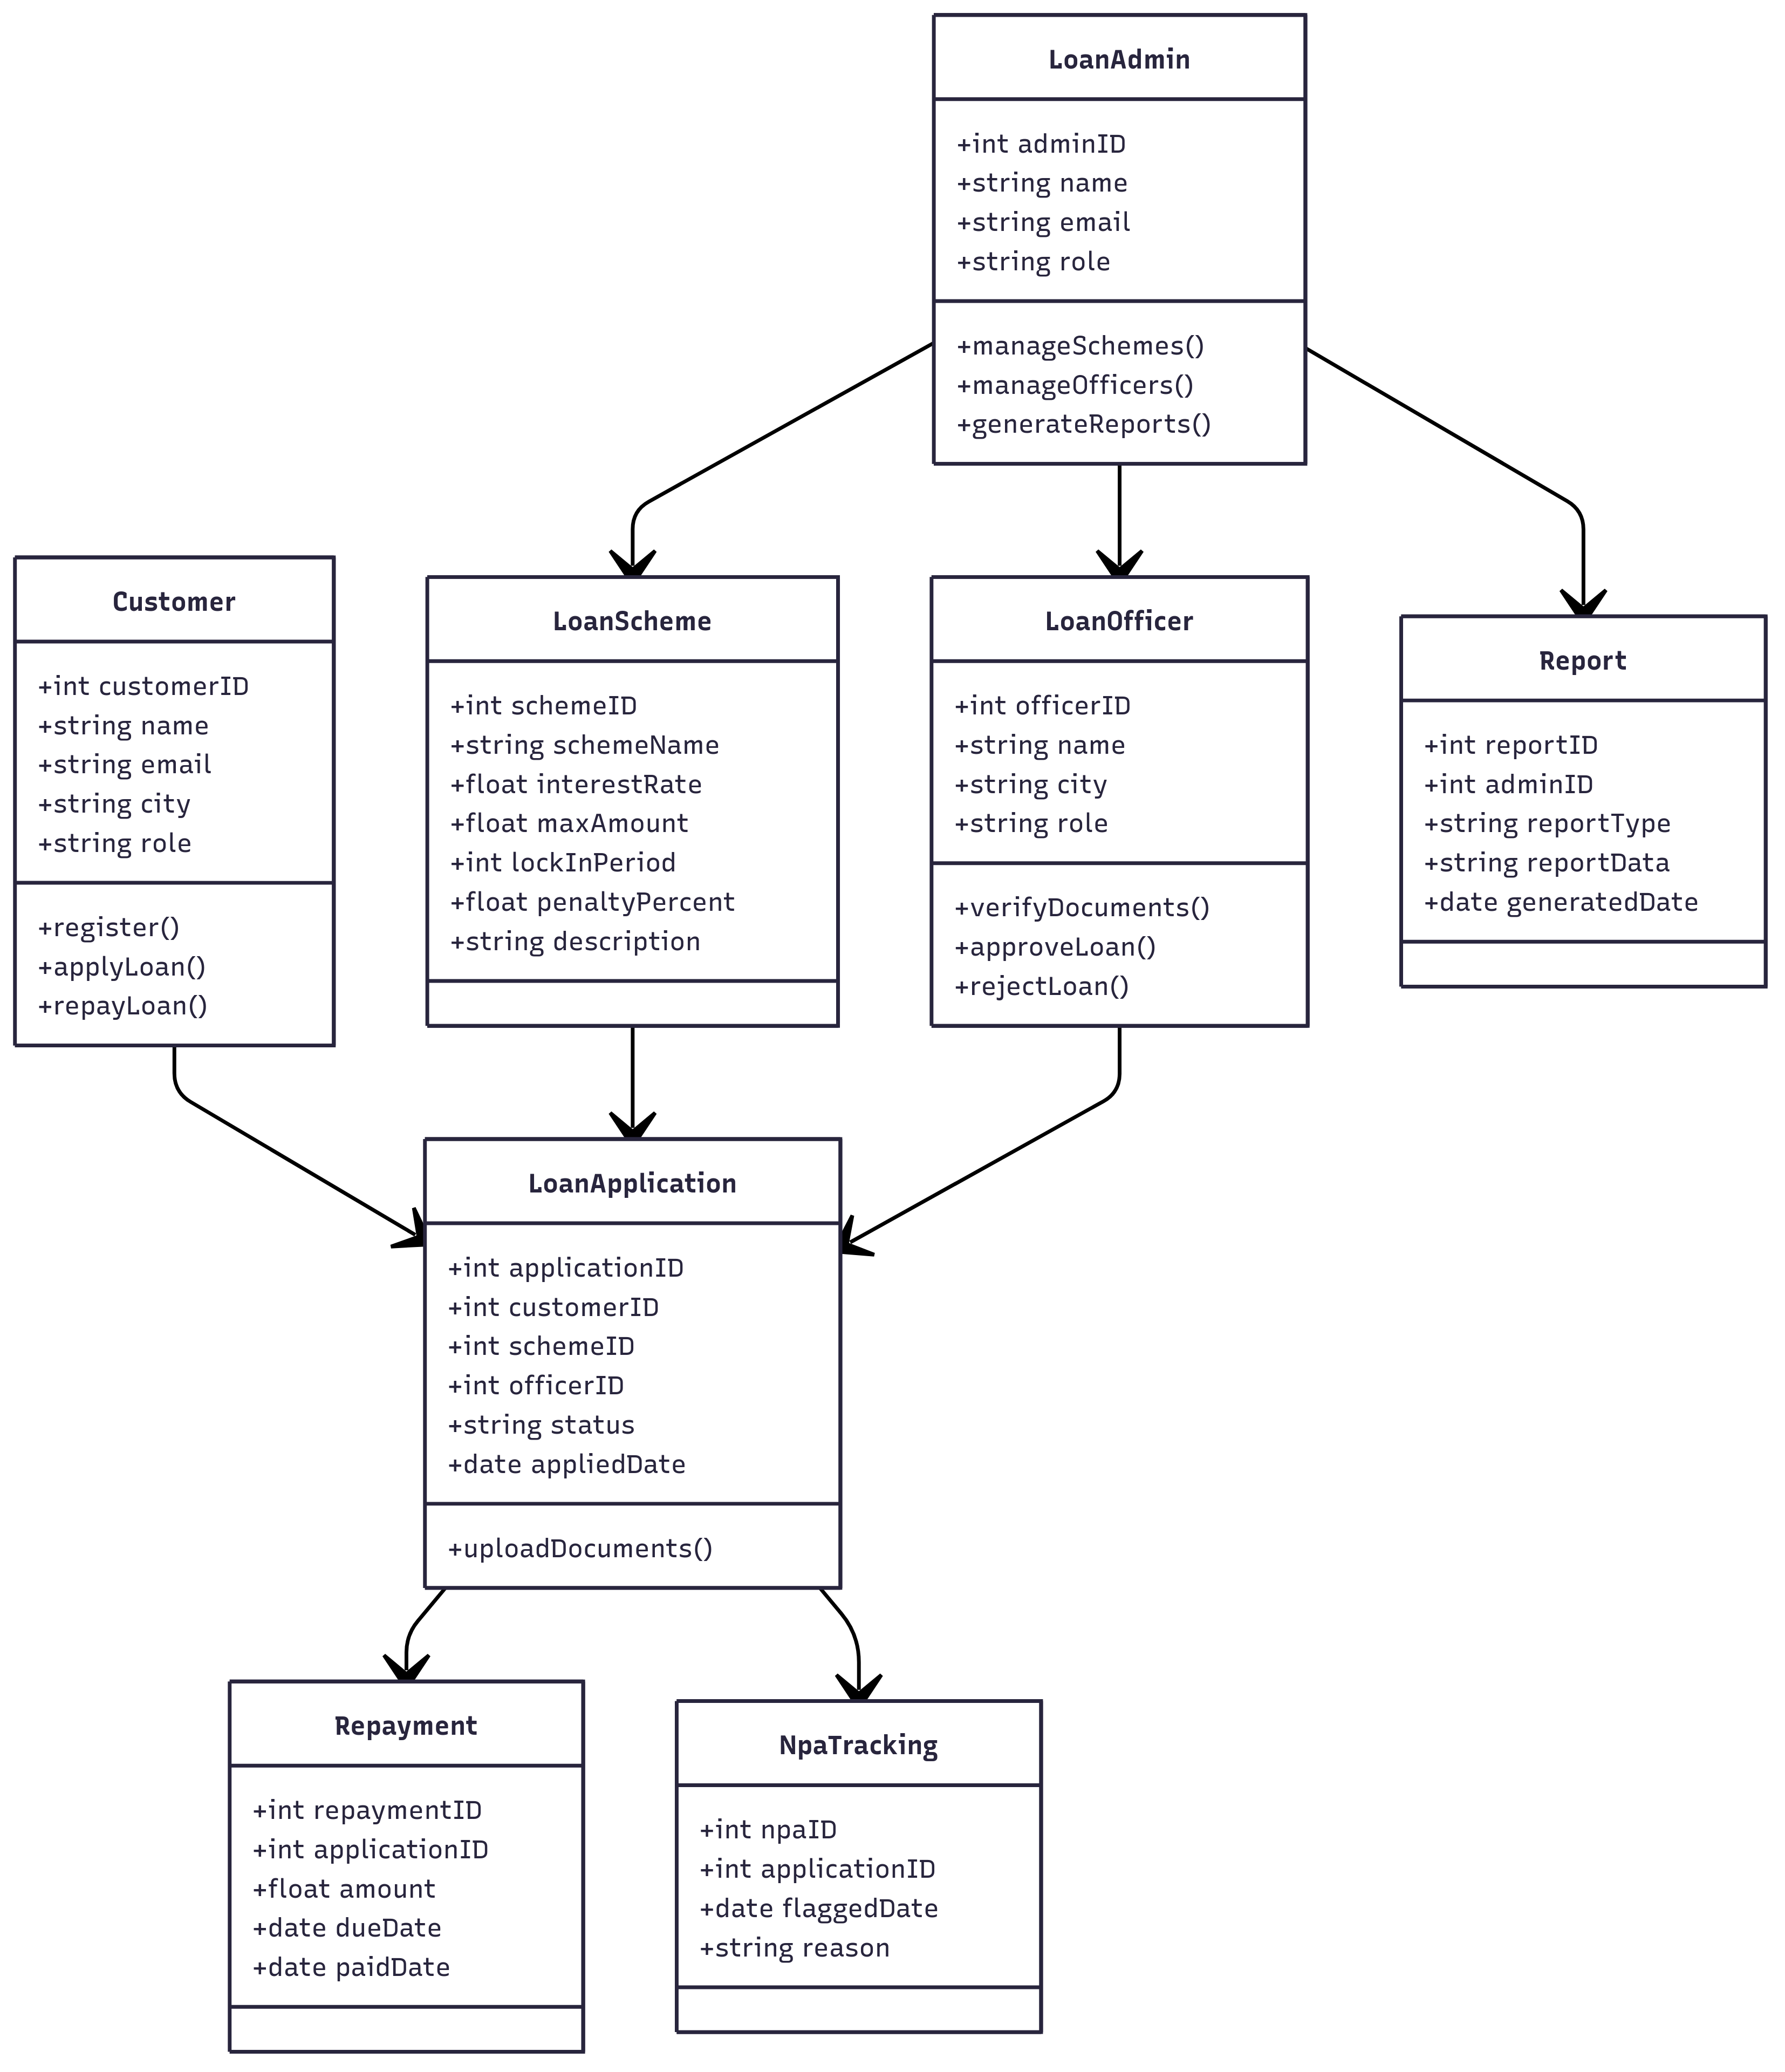 LoanAdmin
+int adminID
+string name
+string email
+string role
+manageSchemes()
+manageOfficers()
+generateReports()
Customer
+int customerID
+string name
+string email
+string city
+string role
+register()
+applyLoan()
+repayLoan()
LoanScheme
+int schemeID
+string schemeName
+float interestRate
+float maxAmount
+int lockInPeriod
+float penaltyPercent
+string description
LoanOfficer
+int officerID
+string name
+string city
+string role
+verifyDocuments()
+approveLoan()
+rejectLoan()
Report
+int reportID
+int adminID
+string reportType
+string reportData
+date generatedDate
LoanApplication
+int applicationID
+int customerID
+int schemeID
+int officerID
+string status
+date appliedDate
+uploadDocuments()
Repayment
+int repaymentID
+int applicationID
+float amount
+date dueDate
+date paidDate
NpaTracking
+int npaID
+int applicationID
+date flaggedDate
+string reason